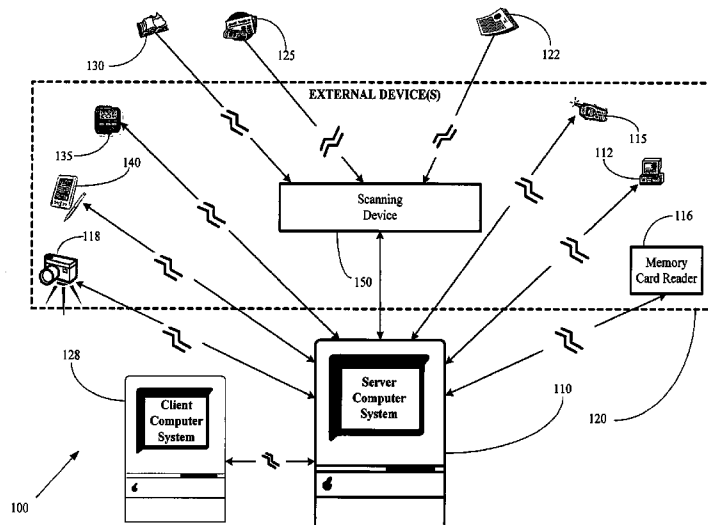 130
125
122
EXTERNAL DEVICE(S)
135
115
140
112
Scanning
Device
118
116
150
Memory
Card Reader
128
Server
Computer
System
110
120
Client
Computer
System
100